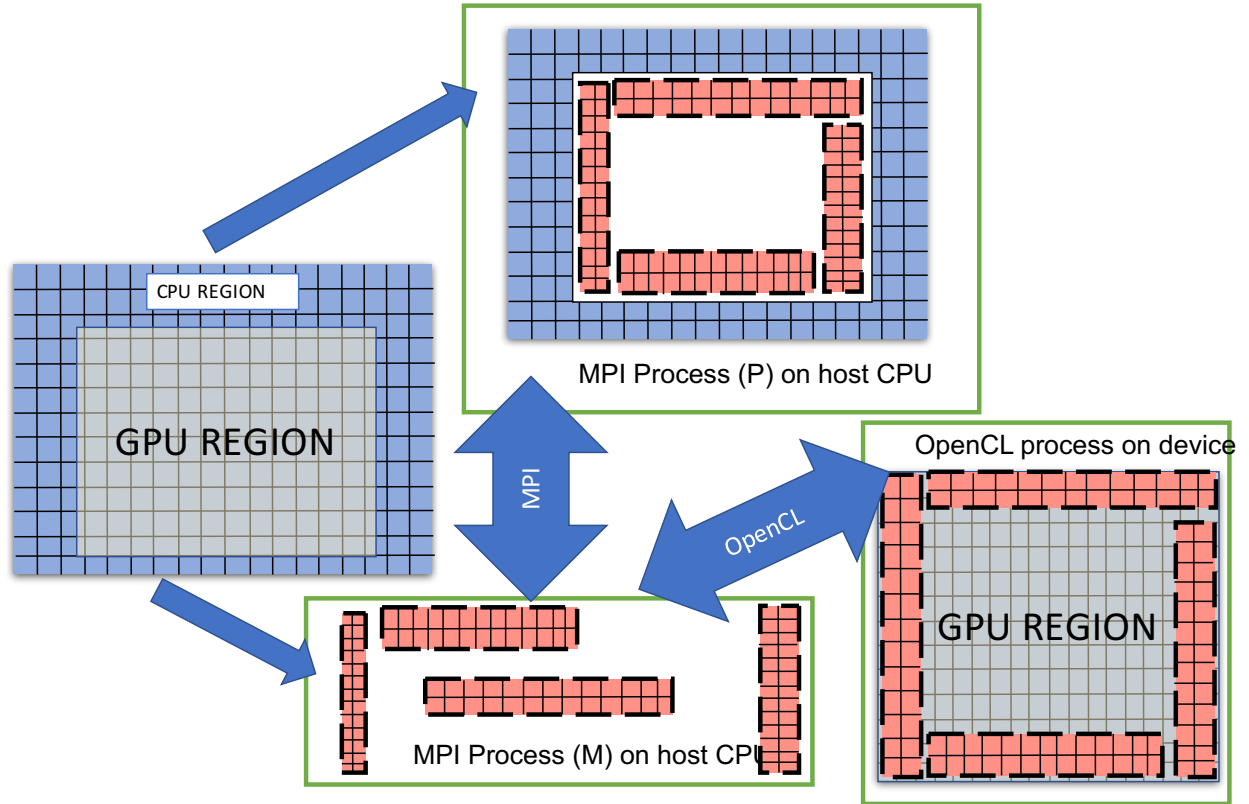 CPU REGION
GPU REGION
MPI Process (P) on host CPU
MPI
OpenCL
OpenCL process on device
GPU REGION
MPI Process (M) on host CPU